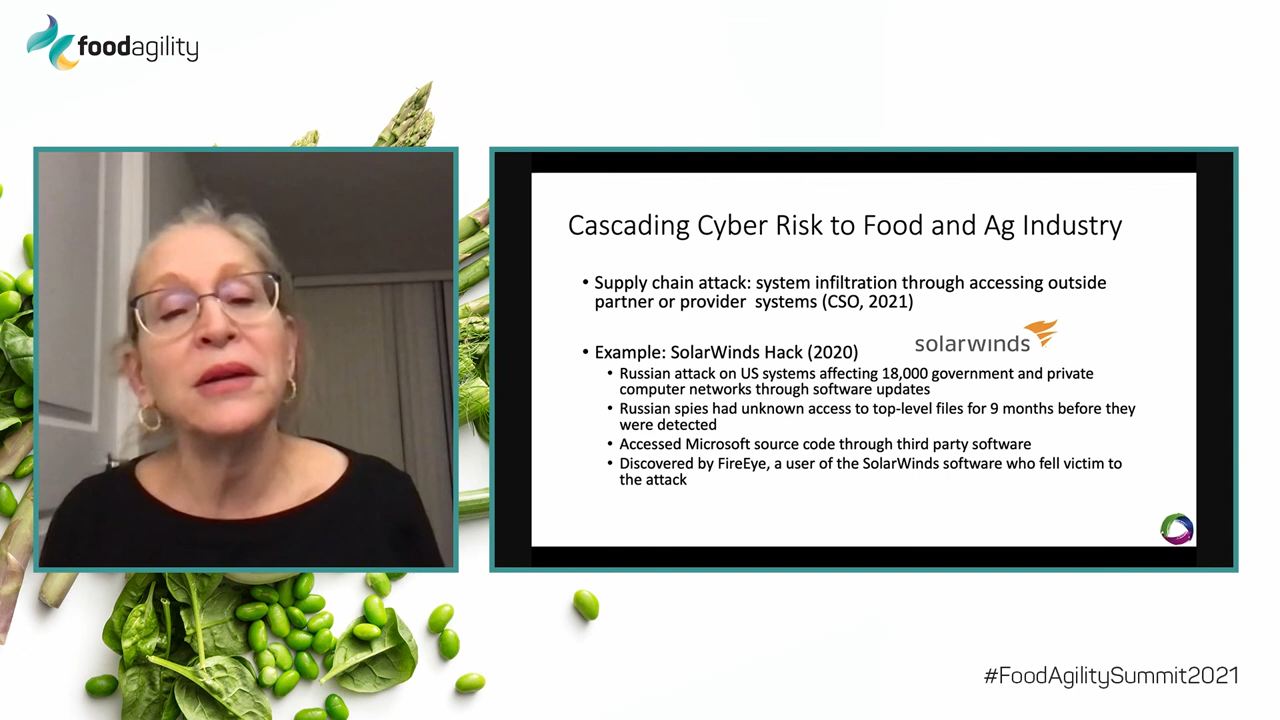 foodagility
Cascading Cyber Risk to Food and Ag Industry
• Supply chain attack: system infiltration through accessing outside
partner or provider systems (CSO, 2021)
• Example: SolarWinds Hack (2020)
solarwinds
• Russian attack on US systems affecting 18,000 government and private
computer networks through software updates
• Russian spies had unknown access to top-level files for 9 months before they
were detected
• Accessed Microsoft source code through third party software
• Discovered by FireEye, a user of the SolarWinds software who fell victim to
the attack
#FoodAgilitySummit2021